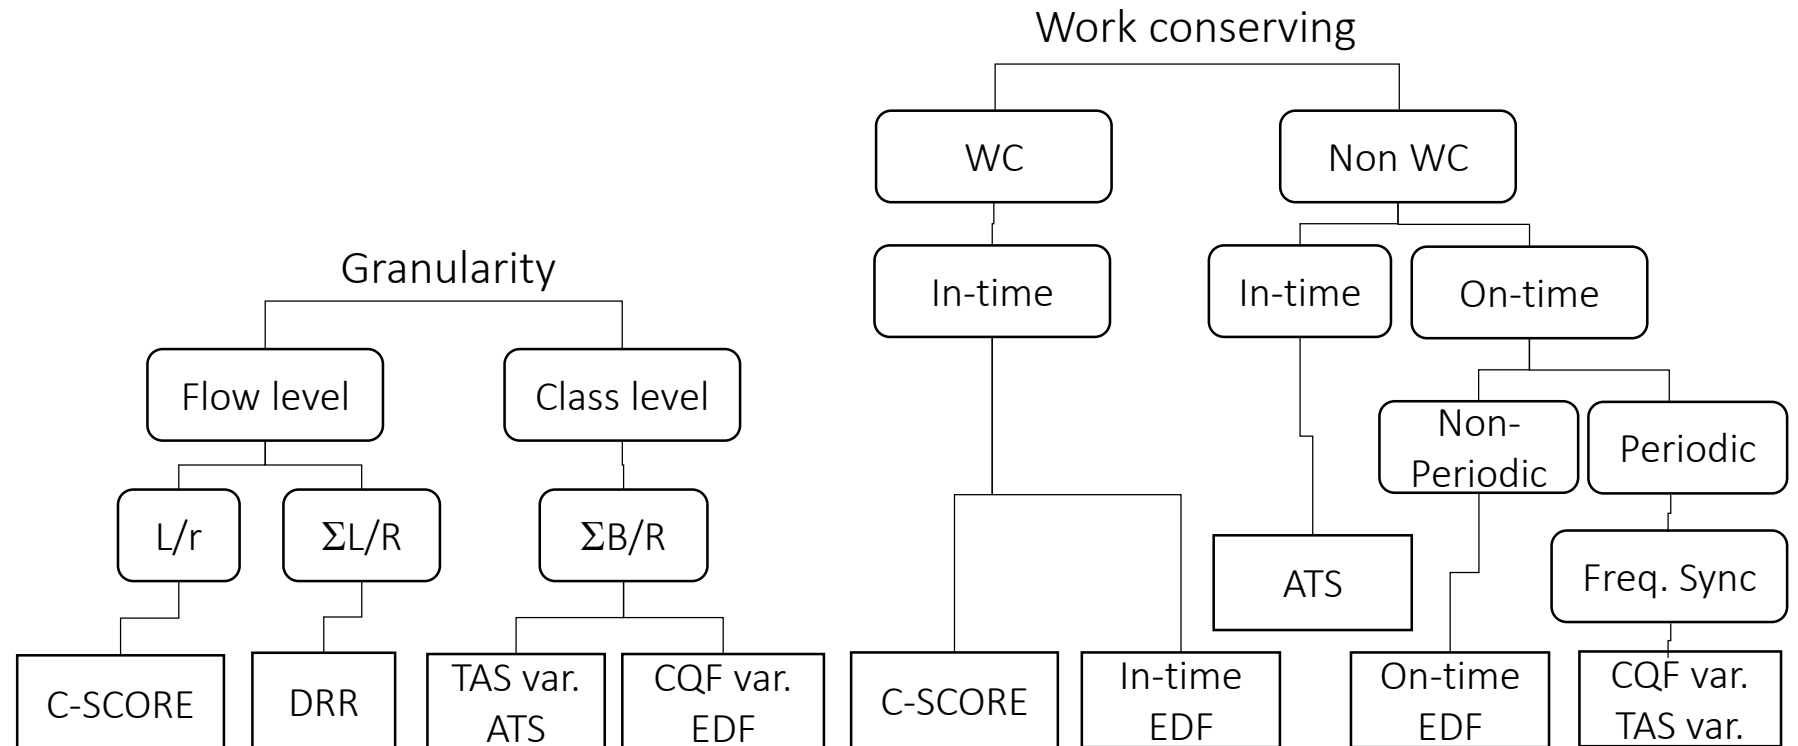 Work conserving
WC
Non WC
In-time
In-time
On-time
Non-
Periodic
Periodic
Freq. Sync
ATS
C-SCORE
In-time
EDF
On-time
EDF
CQF var.
TAS var.
Granularity
Flow level
Class level
L/r
ΣL/R
ΣB/R
C-SCORE
DRR
TAS var.
ATS
CQF var.
EDF